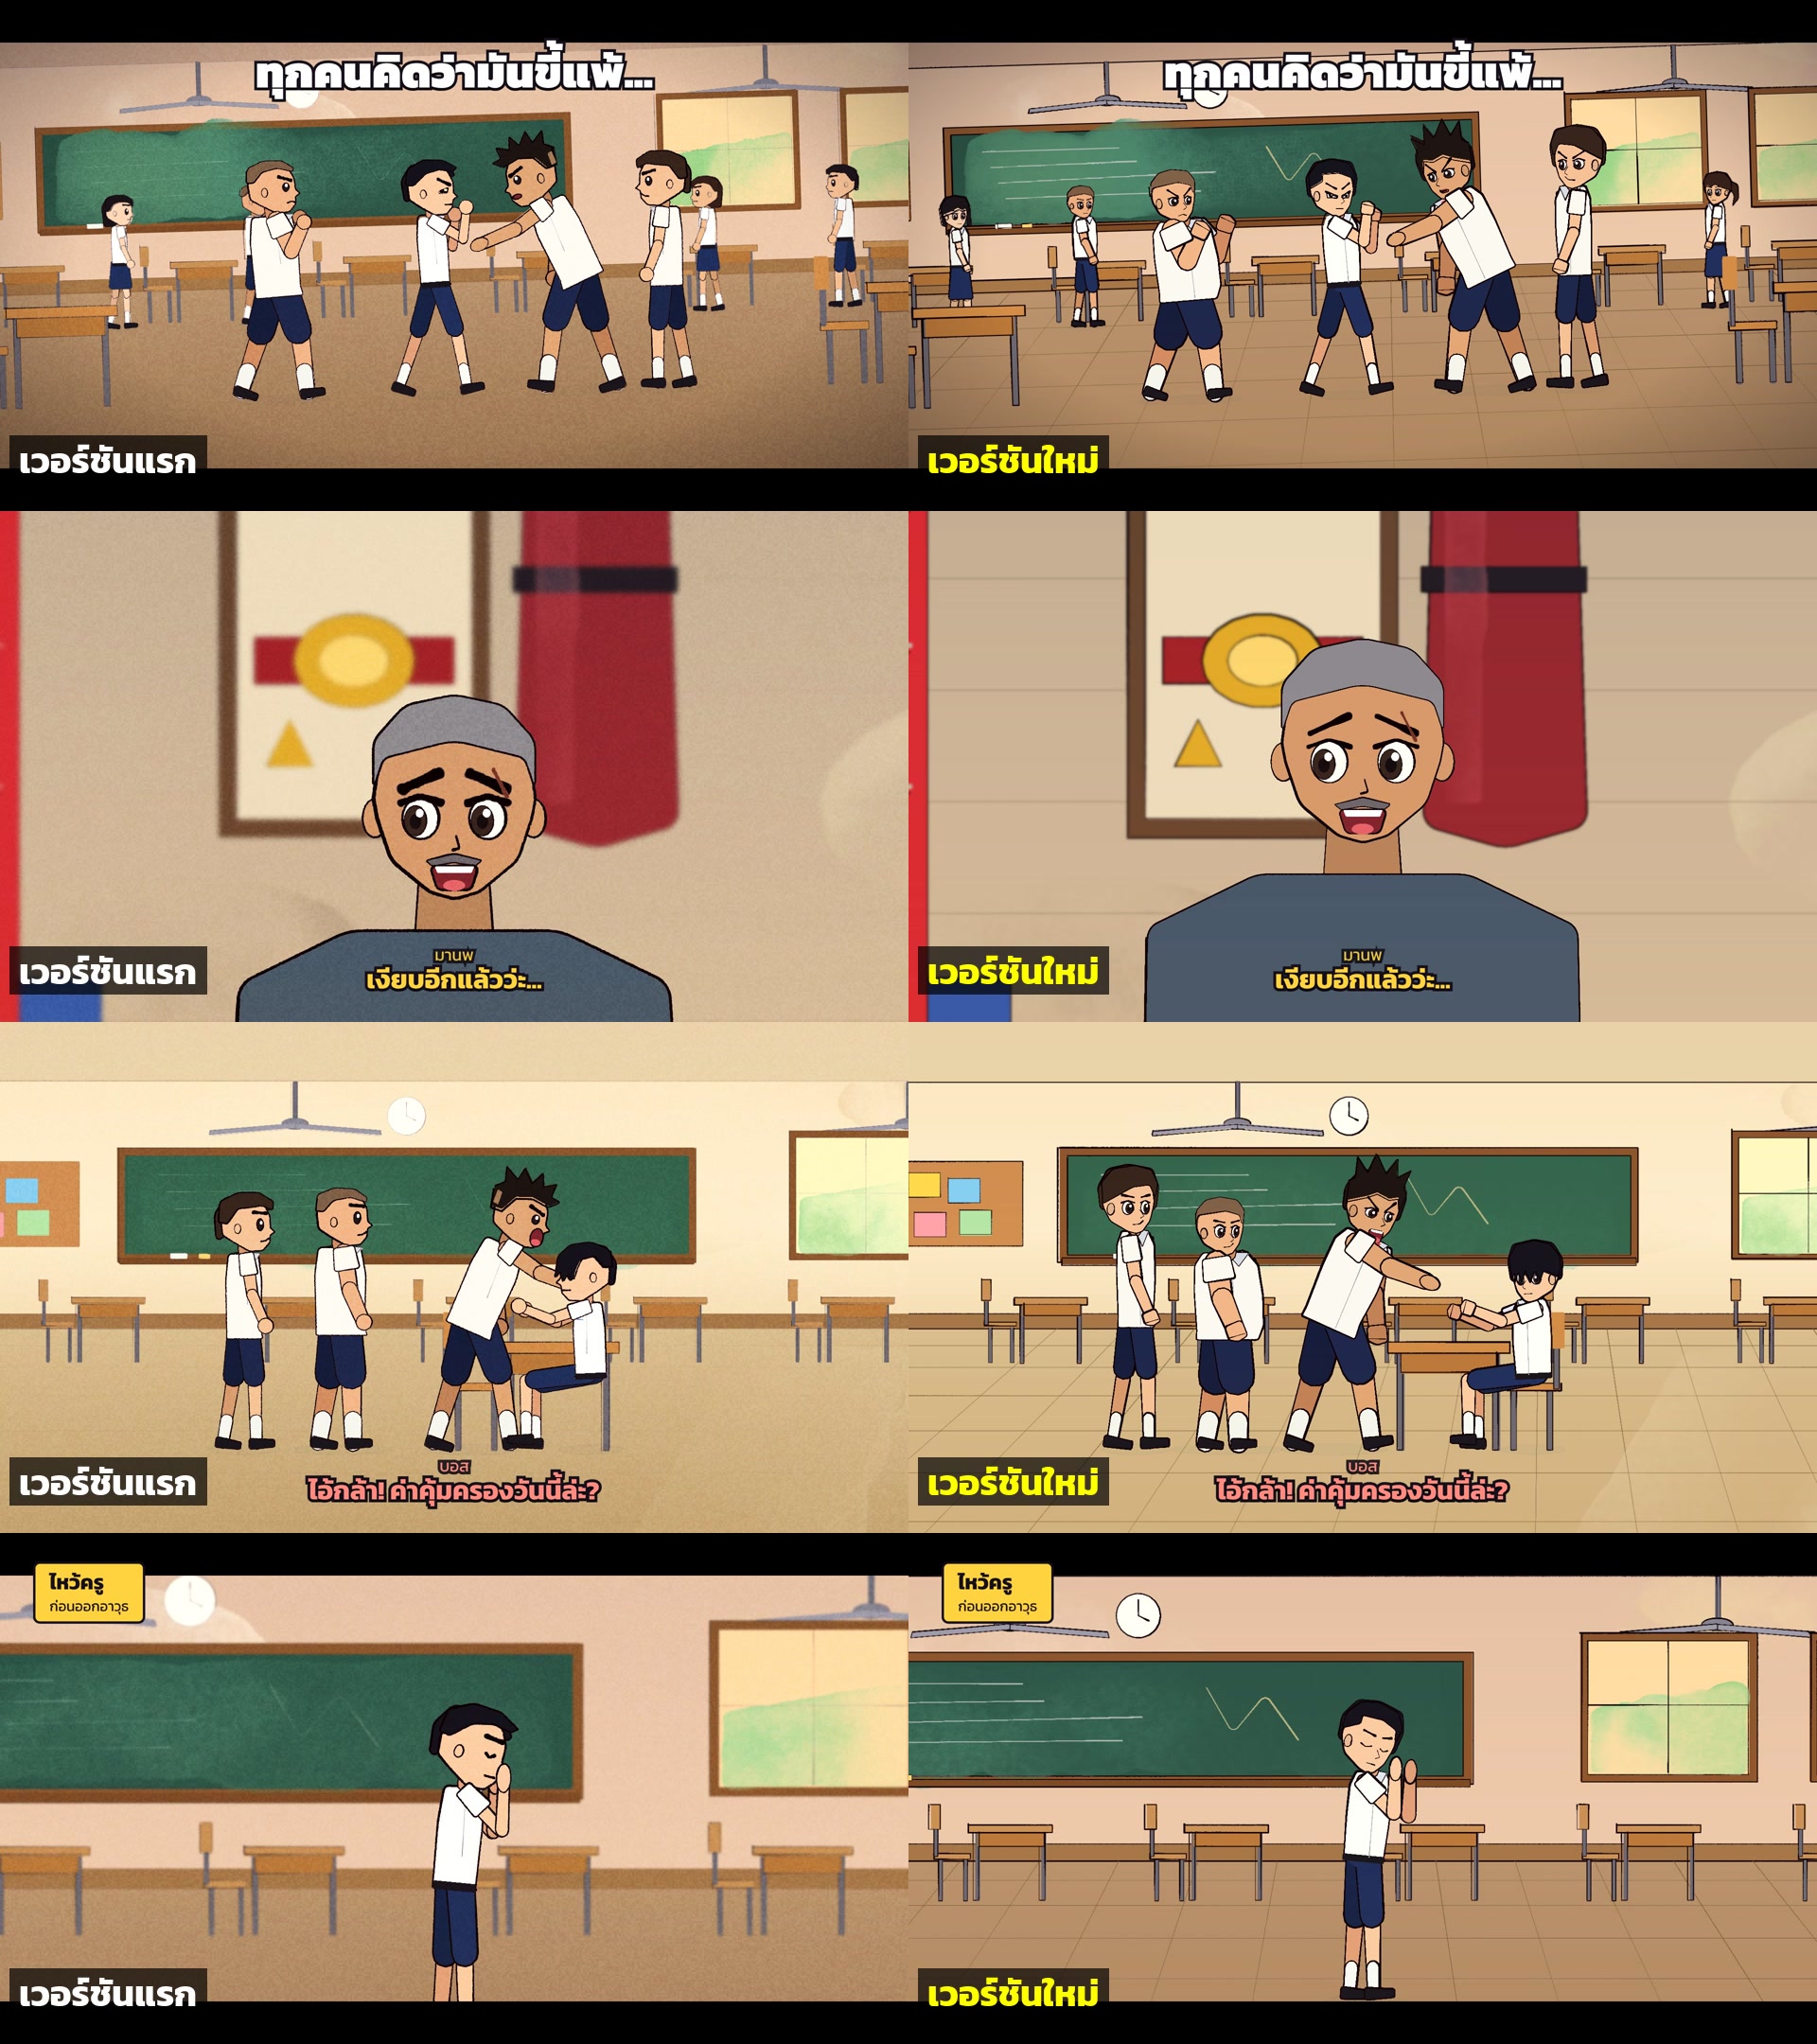 ทุกคนคิดว่ามันขี้แพ้...
เวอร์ชันแรก
ทุกคนคิดว่ามันขี้แพ้...
เวอร์ชันใหม่
มานพ
เงียบอีกแล้วว่ะ...
เวอร์ชันแรก
มานพ
เงียบอีกแล้วว่ะ...
เวอร์ชันใหม่
บอส
ไอ้กล้า! ค่าคุ้มครองวันนี้ล่ะ?
เวอร์ชันแรก
บอส
ไอ้กล้า! ค่าคุ้มครองวันนี้ล่ะ?
เวอร์ชันใหม่
ไหว้ครู
ก่อนออกอาวุธ
เวอร์ชันแรก
ไหว้ครู
ก่อนออกอาวุธ
เวอร์ชันใหม่